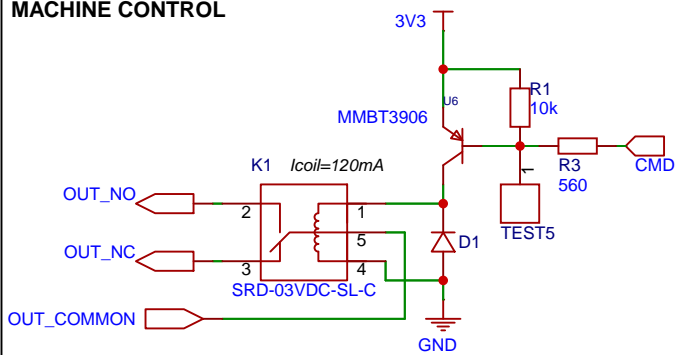 MACHINE CONTROL
3V3
R1
10k
U6
MMBT3906
1
R3
560
CMD
TEST5
K1 Icoil=120mA
OUT_NO
2
1
5
OUT_NC
3
4
D1
SRD-03VDC-SL-C
OUT_COMMON
GND